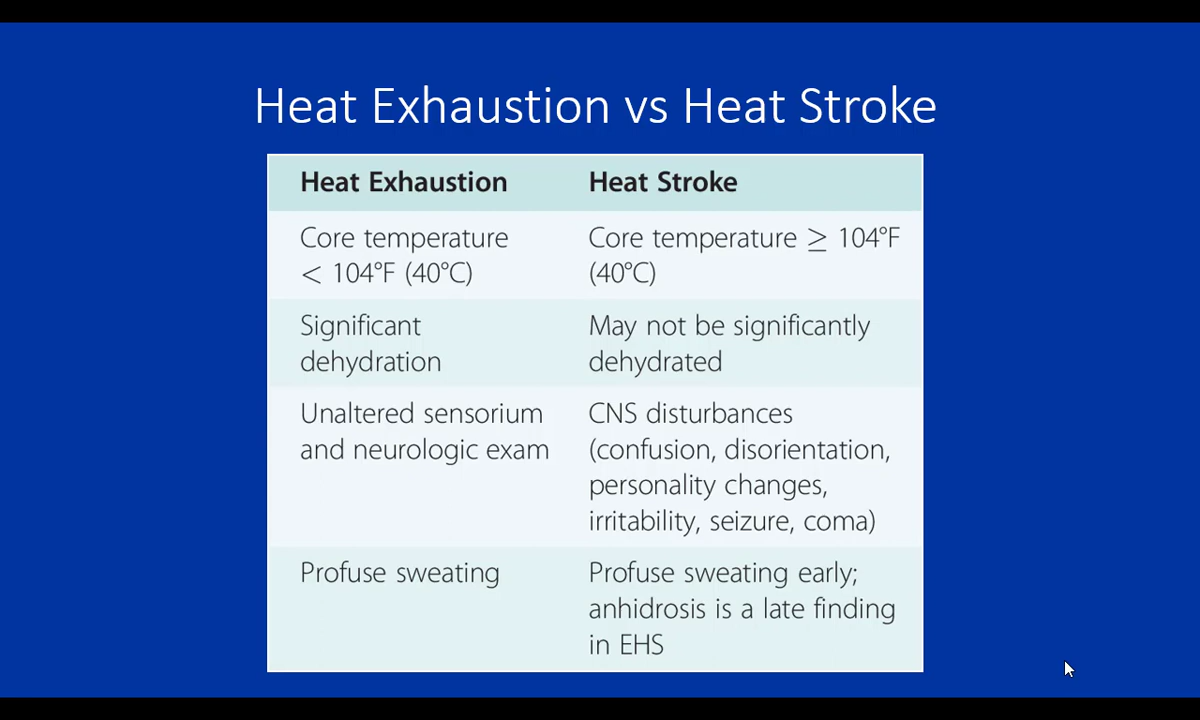 Heat Exhaustion vs Heat Stroke
Heat Exhaustion
Heat Stroke
Core temperature
< 104°F (40°C)
Core temperature ≥ 104°F
(40°C)
Significant
dehydration
May not be significantly
dehydrated
Unaltered sensorium
and neurologic exam
CNS disturbances
(confusion, disorientation,
personality changes,
irritability, seizure, coma)
Profuse sweating
Profuse sweating early;
anhidrosis is a late finding
in EHS